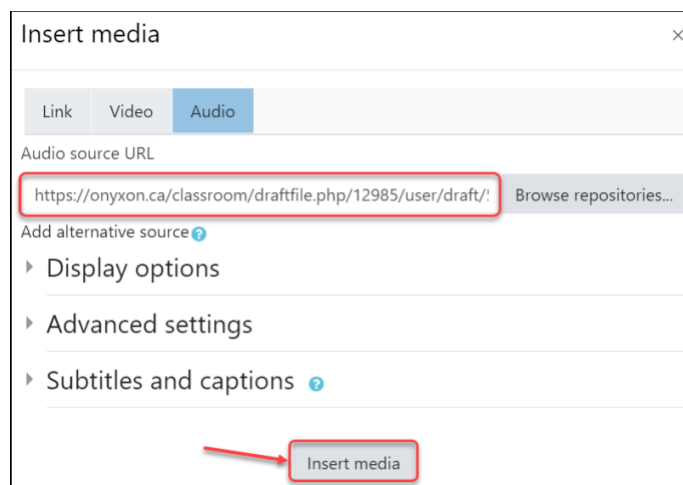 Insert media
×
Link Video Audio
Audio source URL
https://onyxon.ca/classroom/draftfile.php/12985/user/draft/ Browse repositories...
Add alternative source ?
Display options
Advanced settings
Subtitles and captions ?
Insert media